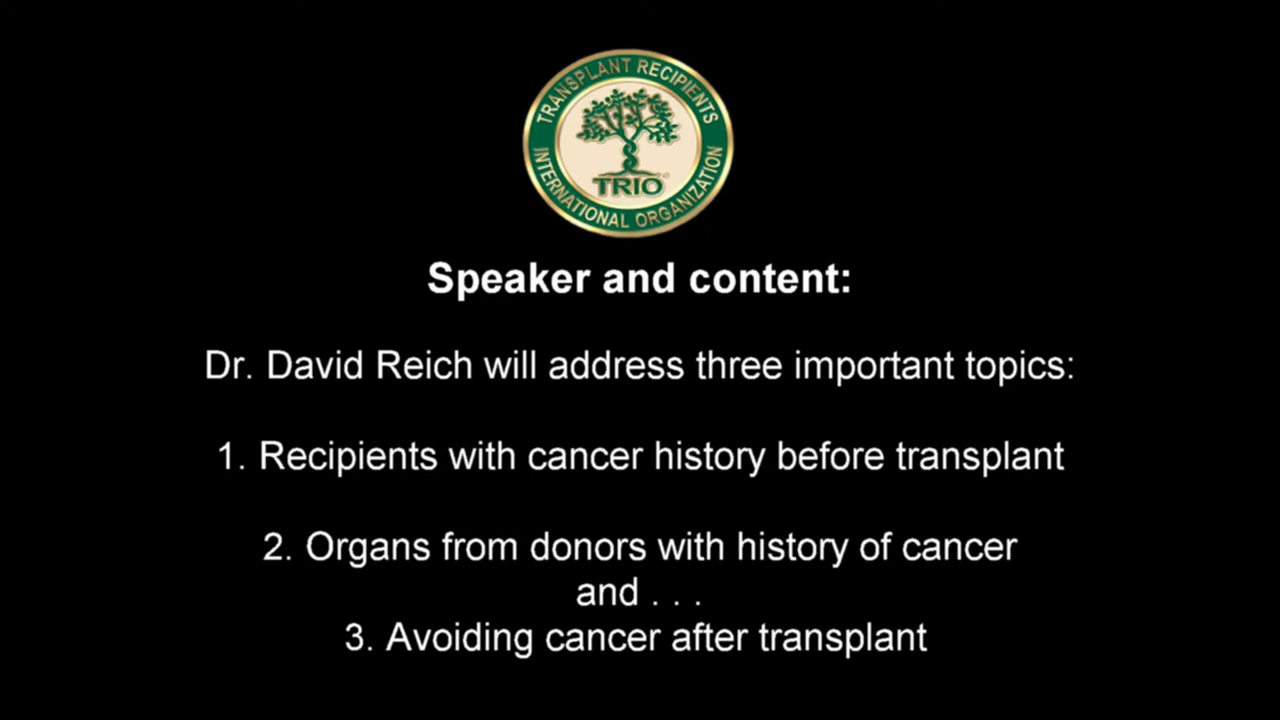 TRANSPLANT RECIPIENTS
INTERNATIONAL ORGANIZATION
TRIO
Speaker and content:
Dr. David Reich will address three important topics:
1. Recipients with cancer history before transplant
2. Organs from donors with history of cancer
and . . .
3. Avoiding cancer after transplant